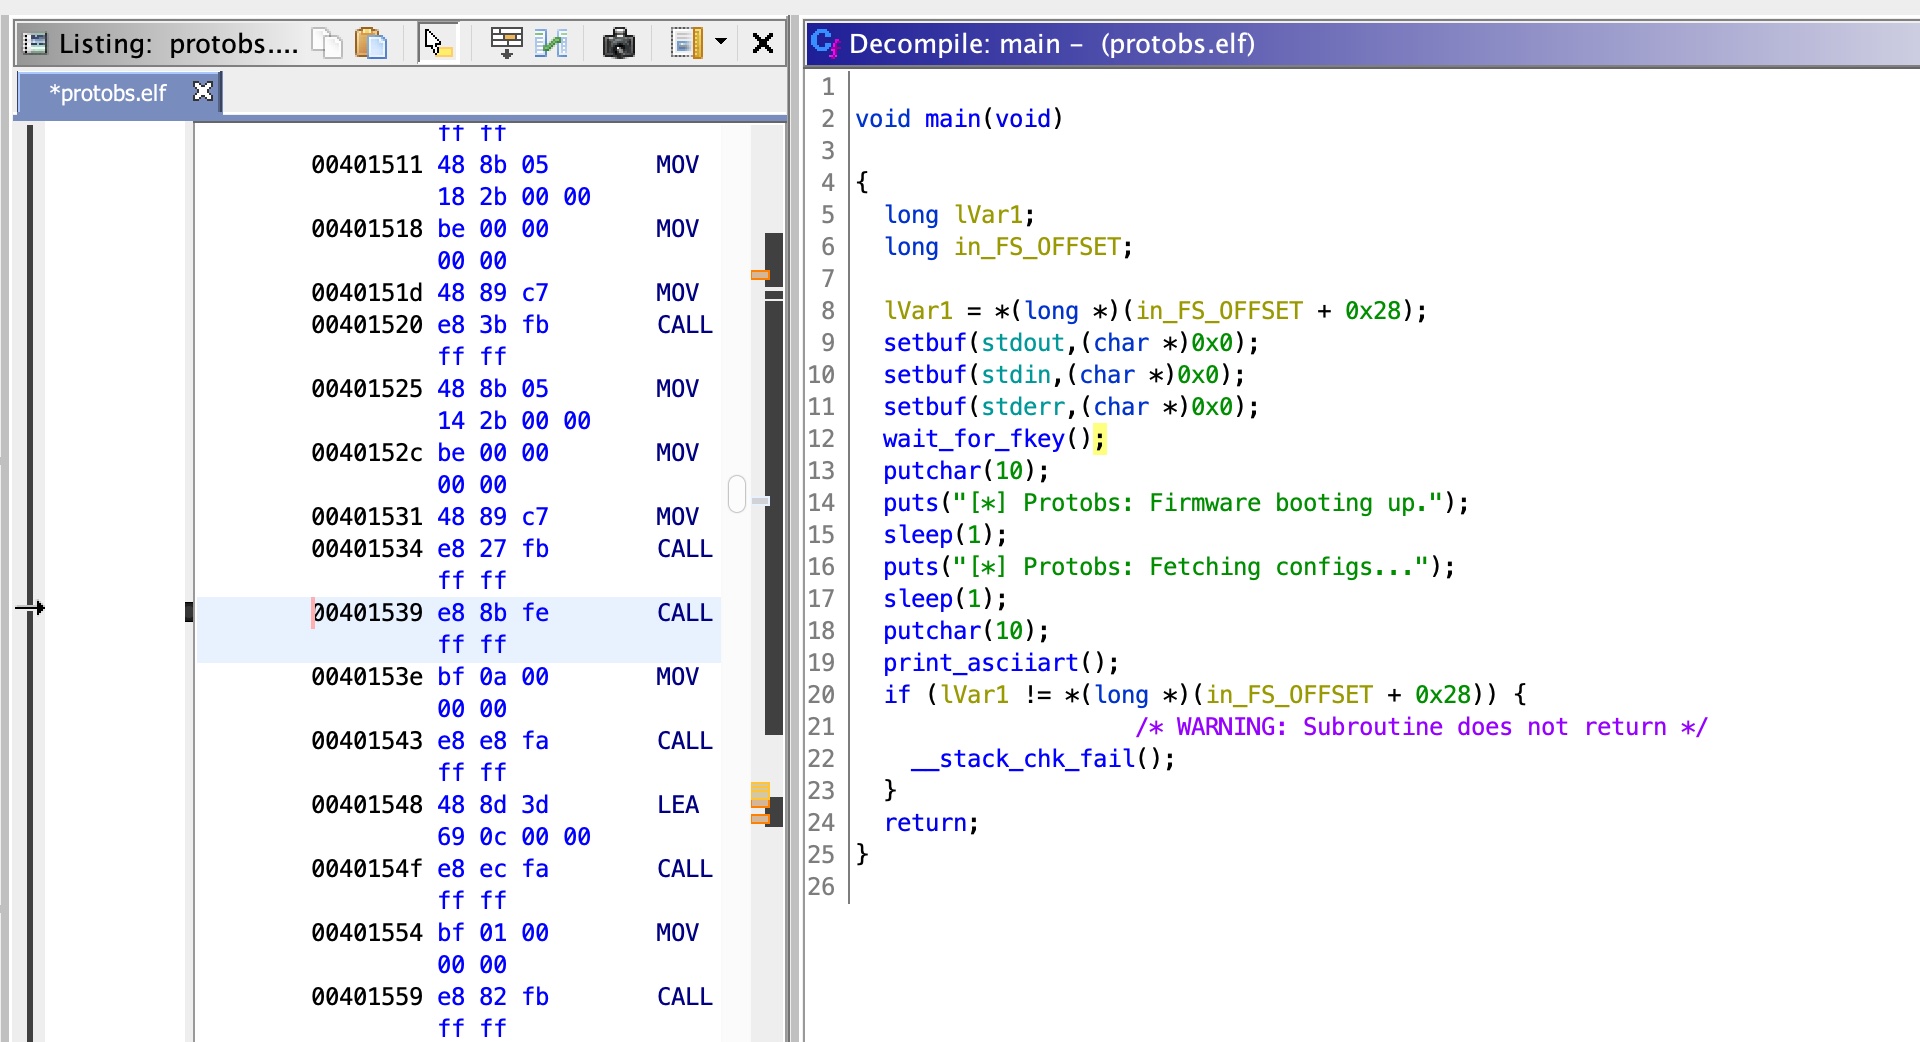 Listing: protobs....
*protobs.elf
ff ff
00401511 48 8b 05 MOV
18 2b 00 00
00401518 be 00 00 MOV
00 00
0040151d 48 89 c7 MOV
00401520 e8 3b fb CALL
ff ff
00401525 48 8b 05 MOV
14 2b 00 00
0040152c be 00 00 MOV
00 00
00401531 48 89 c7 MOV
00401534 e8 27 fb CALL
ff ff
00401539 e8 8b fe CALL
ff ff
0040153e bf 0a 00 MOV
00 00
00401543 e8 e8 fa CALL
ff ff
00401548 48 8d 3d LEA
69 0c 00 00
0040154f e8 ec fa CALL
ff ff
00401554 bf 01 00 MOV
00 00
00401559 e8 82 fb CALL
ff ff
Decompile: main – (protobs.elf)
1
2 void main(void)
3
4 {
5 long lVar1;
6 long in_FS_OFFSET;
7
8 lVar1 = *(long *)(in_FS_OFFSET + 0x28);
9 setbuf(stdout,(char *)0x0);
10 setbuf(stdin,(char *)0x0);
11 setbuf(stderr,(char *)0x0);
12 wait_for_fkey();
13 putchar(10);
14 puts("[*] Protobs: Firmware booting up.");
15 sleep(1);
16 puts("[*] Protobs: Fetching configs...");
17 sleep(1);
18 putchar(10);
19 print_asciiart();
20 if (lVar1 != *(long *)(in_FS_OFFSET + 0x28)) {
21 /* WARNING: Subroutine does not return */
22 __stack_chk_fail();
23 }
24 return;
25 }
26